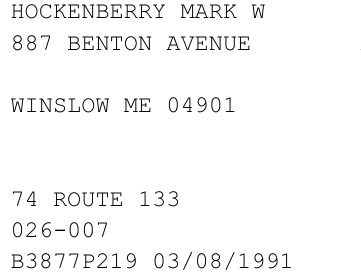 HOCKENBERRY MARK W
887 BENTON AVENUE
WINSLOW ME 04901
74 ROUTE 133
026-007
B3877P219 03/08/1991